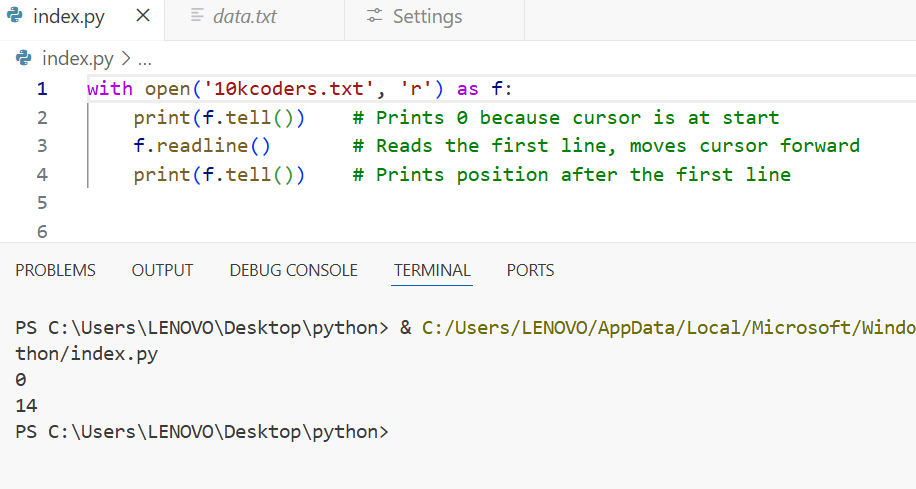 index.py
data.txt
Settings
index.py > ...
1 with open('10kcoders.txt', 'r') as f:
2     print(f.tell())    # Prints 0 because cursor is at start
3     f.readline()       # Reads the first line, moves cursor forward
4     print(f.tell())    # Prints position after the first line
5
6
PROBLEMS OUTPUT DEBUG CONSOLE TERMINAL PORTS
PS C:\Users\LENOVO\Desktop\python> & C:/Users/LENOVO/AppData/Local/Microsoft/Windo
thon/index.py
0
14
PS C:\Users\LENOVO\Desktop\python>